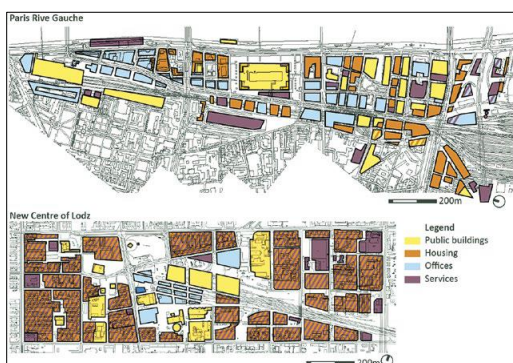 Paris Rive Gauche
200m
New Centre of Lodz
Legend
Public buildings
Housing
Offices
Services
200m